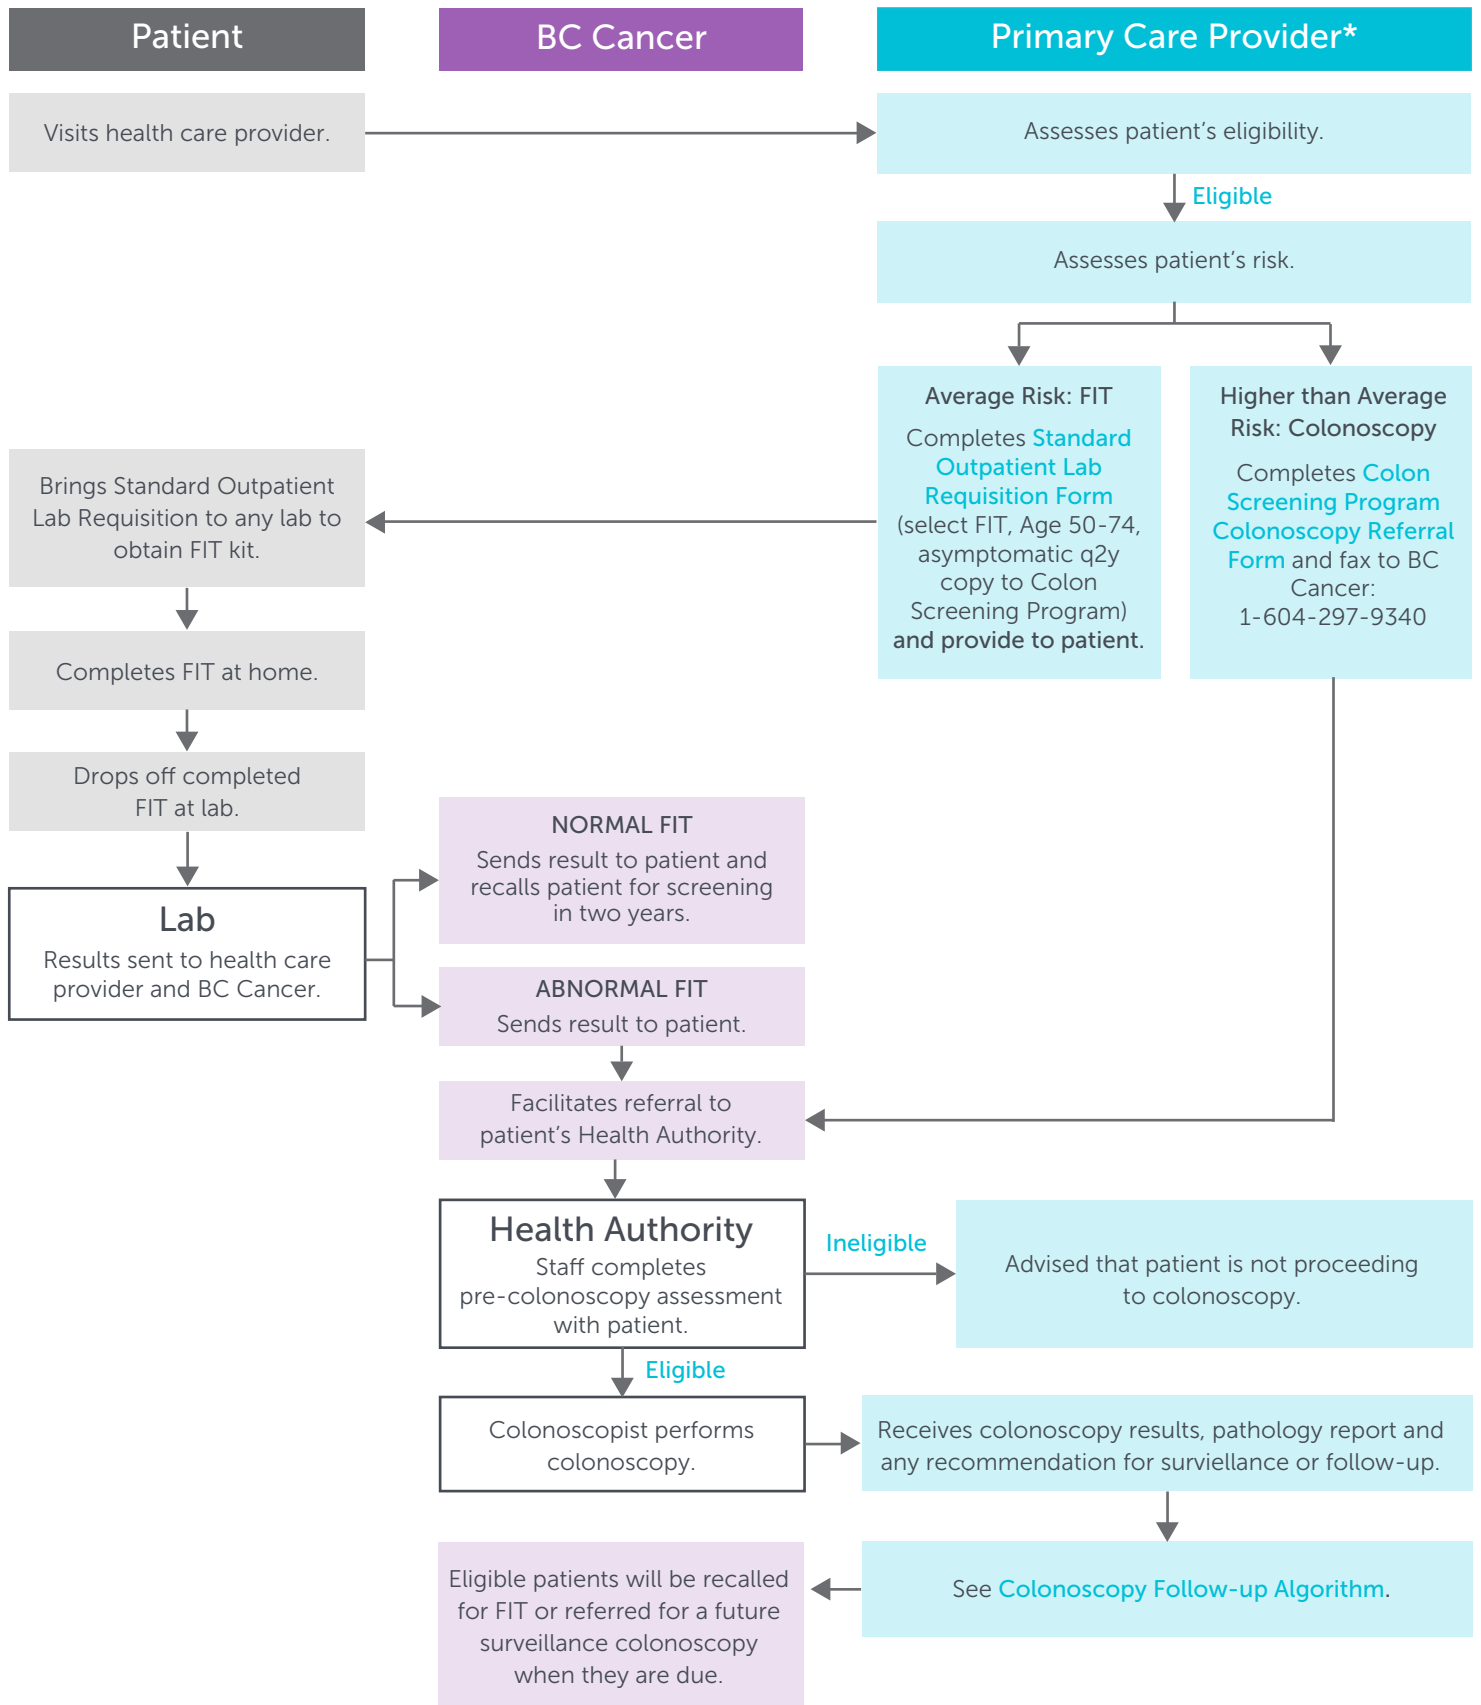 Patient
BC Cancer
Primary Care Provider*
Visits health care provider.
Assesses patient's eligibility.
Eligible
Assesses patient's risk.
Average Risk: FIT
Completes Standard
Outpatient Lab
Requisition Form
(select FIT, Age 50-74,
asymptomatic q2y
copy to Colon
Screening Program)
and provide to patient.
Higher than Average
Risk: Colonoscopy
Completes Colon
Screening Program
Colonoscopy Referral
Form and fax to BC
Cancer:
1-604-297-9340
Brings Standard Outpatient
Lab Requisition to any lab to
obtain FIT kit.
Completes FIT at home.
Drops off completed
FIT at lab.
Lab
Results sent to health care
provider and BC Cancer.
NORMAL FIT
Sends result to patient and
recalls patient for screening
in two years.
ABNORMAL FIT
Sends result to patient.
Facilitates referral to
patient's Health Authority.
Health Authority
Staff completes
pre-colonoscopy assessment
with patient.
Ineligible
Advised that patient is not proceeding
to colonoscopy.
Eligible
Colonoscopist performs
colonoscopy.
Receives colonoscopy results, pathology report and
any recommendation for surviellance or follow-up.
See Colonoscopy Follow-up Algorithm.
Eligible patients will be recalled
for FIT or referred for a future
surveillance colonoscopy
when they are due.